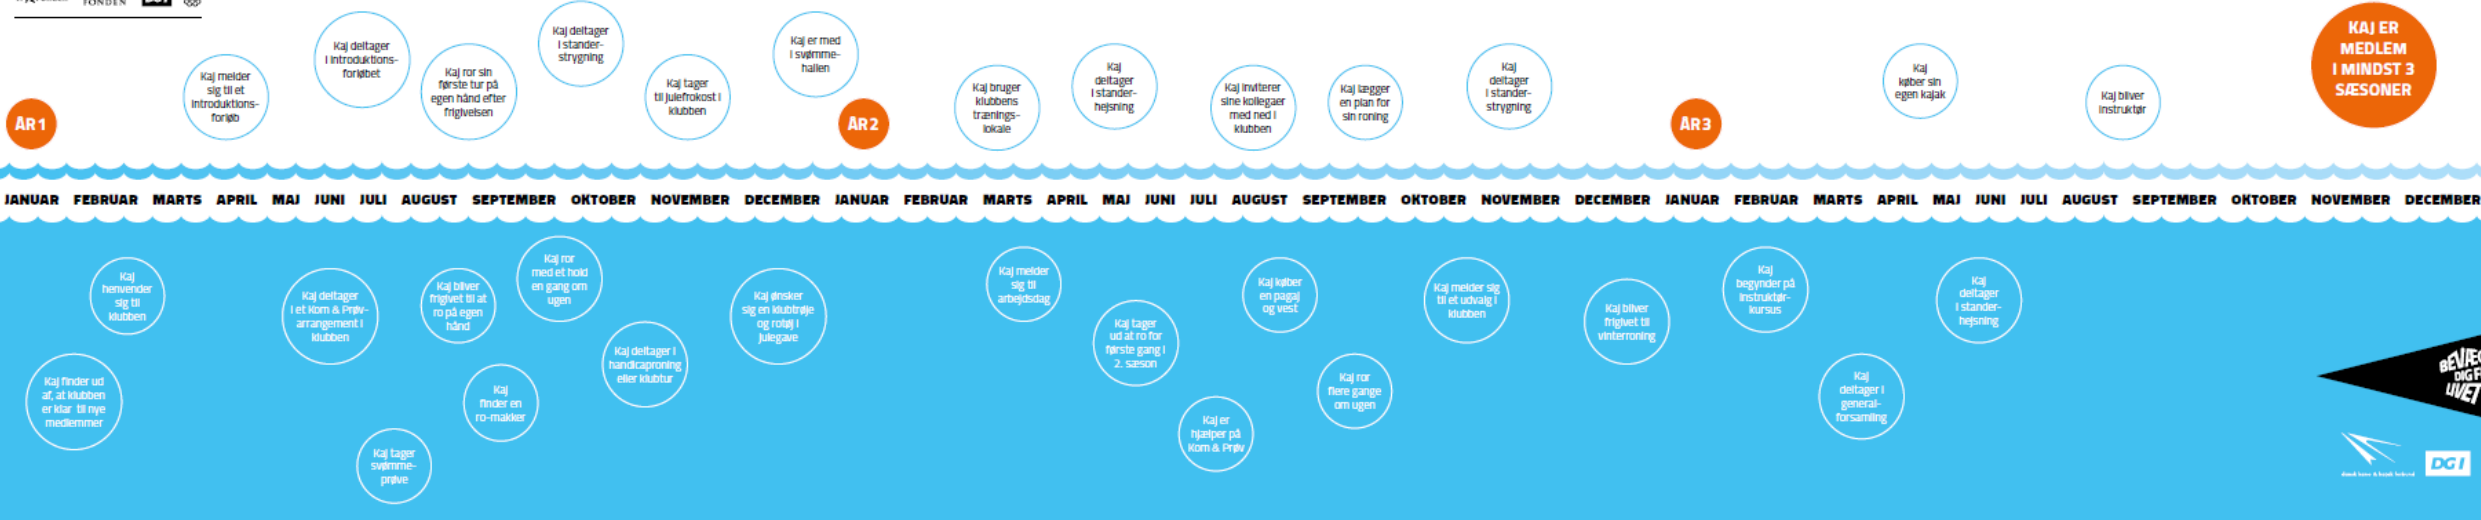 FONDEN
DGI
Kaj melder
sig til et
introduktions-
forløb
Kaj deltager
i introduktions-
forløbet
Kaj ror sin
første tur på
egen hånd efter
frigivelsen
Kaj deltager
i stander-
strygning
Kaj tager
til julefrokost i
klubben
Kaj er med
i svømme-
hallen
Kaj bruger
klubbens
trænings-
lokale
Kaj
deltager
i stander-
hejsning
Kaj inviterer
sine kollegaer
med ned i
klubben
Kaj lægger
en plan for
sin roning
Kaj
deltager
i stander-
strygning
Kaj
køber sin
egen kajak
Kaj bliver
instruktør
KAJ ER
MEDLEM
I MINDST 3
SÆSONER
ÅR 1
ÅR 2
ÅR 3
JANUAR FEBRUAR MARTS APRIL MAJ JUNI JULI AUGUST SEPTEMBER OKTOBER NOVEMBER DECEMBER JANUAR FEBRUAR MARTS APRIL MAJ JUNI JULI AUGUST SEPTEMBER OKTOBER NOVEMBER DECEMBER JANUAR FEBRUAR MARTS APRIL MAJ JUNI JULI AUGUST SEPTEMBER OKTOBER NOVEMBER DECEMBER
Kaj finder ud
af, at klubben
er klar til nye
medlemmer
Kaj
henvender
sig til
klubben
Kaj deltager
i et Kom & Prøv-
arrangement i
klubben
Kaj tager
svømme-
prøve
Kaj bliver
frigivet til at
ro på egen
hånd
Kaj
finder en
ro-makker
Kaj ror
med et hold
en gang om
ugen
Kaj deltager i
handicaproning
eller klubtur
Kaj ønsker
sig en klubtrøje
og rotøj i
julegave
Kaj melder
sig til
arbejdsdag
Kaj tager
ud at ro for
første gang i
2. sæson
Kaj er
hjælper på
Kom & Prøv
Kaj køber
en pagaj
og vest
Kaj ror
flere gange
om ugen
Kaj melder sig
til et udvalg i
klubben
Kaj bliver
frigivet til
vinterroning
Kaj
begynder på
instruktør-
kursus
Kaj
deltager i
general-
forsamling
Kaj
deltager
i stander-
hejsning
BEVÆG
DIG F
LIVET
DGI